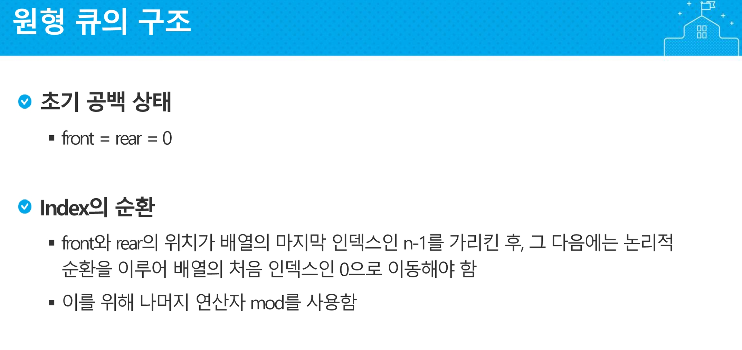 원형 큐의 구조
초기 공백 상태
▪ front = rear = 0
Index의 순환
▪ front와 rear의 위치가 배열의 마지막 인덱스인 n-1를 가리킨 후, 그 다음에는 논리적
순환을 이루어 배열의 처음 인덱스인 0으로 이동해야 함
▪ 이를 위해 나머지 연산자 mod를 사용함